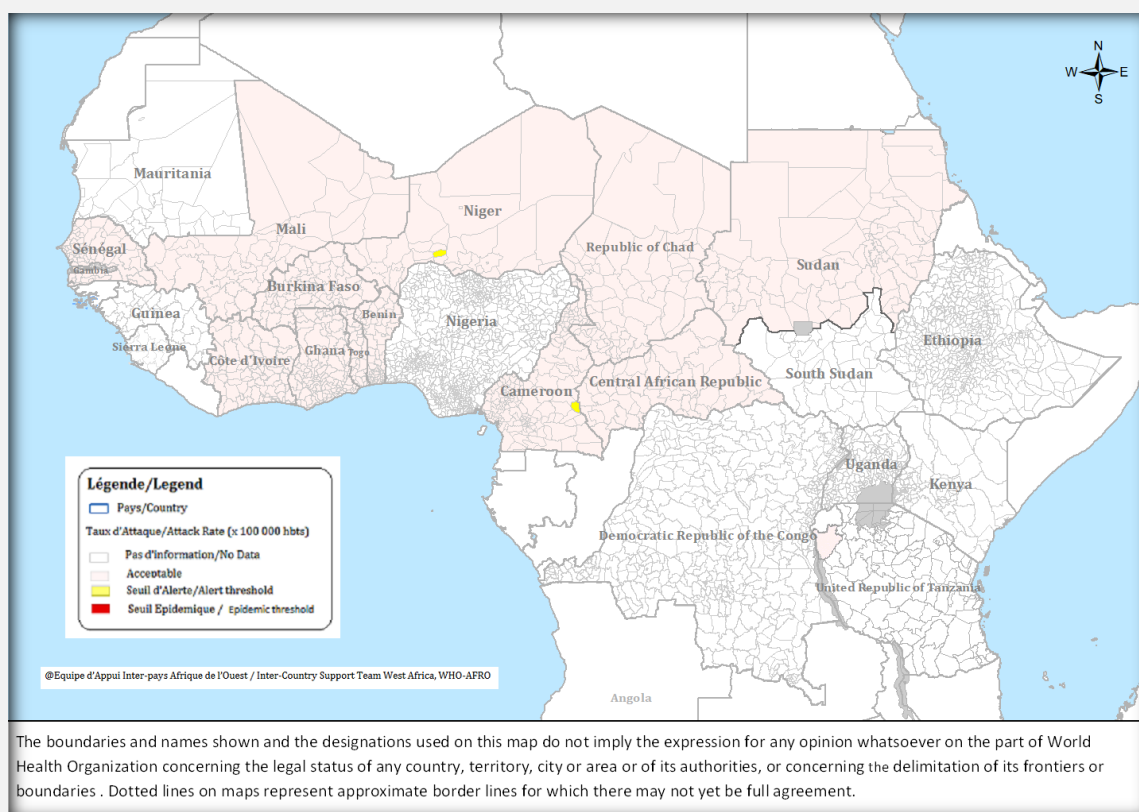 N
W E
S
Mauritania
Mali
Niger
Sénégal
Gambia
Republic of Chad
Sudan
Burkina Faso
Benin
Guinea
Nigeria
Sierra Leone
Côte d'Ivoire
Ghana
Togo
Ethiopia
South Sudan
Cameroon
Central African Republic
Uganda
Kenya
Democratic Republic of the Congo
United Republic of Tanzania
Angola
Légende/Legend
Pays/Country
Taux d'Attaque/Attack Rate (x 100 000 hbts)
Pas d'information/No Data
Acceptable
Seuil d'Alerte/Alert threshold
Seuil Epidemique / Epidemic threshold
@Equipe d'Appui Inter-pays Afrique de l'Ouest / Inter-Country Support Team West Africa, WHO-AFRO
The boundaries and names shown and the designations used on this map do not imply the expression for any opinion whatsoever on the part of World
Health Organization concerning the legal status of any country, territory, city or area or of its authorities, or concerning the delimitation of its frontiers or
boundaries . Dotted lines on maps represent approximate border lines for which there may not yet be full agreement.